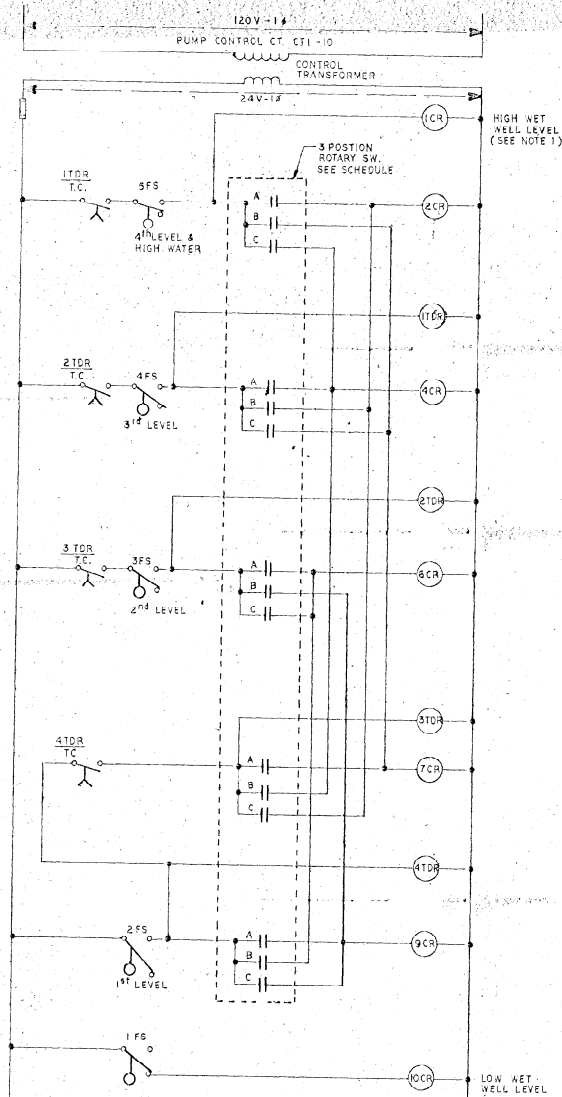 120V-1ø
PUMP CONTROL CT. CT1-10
CONTROL
TRANSFORMER
24V-1ø
1CR
HIGH WET
WELL LEVEL
(SEE NOTE 1)
3 POSTION
ROTARY SW.
SEE SCHEDULE
1TDR
T.C.
5FS
4th LEVEL &
HIGH WATER
A
B
C
2CR
1TDR
2TDR
T.C.
4FS
3rd LEVEL
A
B
C
4CR
2TDR
3TDR
T.C.
3FS
2nd LEVEL
A
B
C
6CR
3TDR
4TDR
TC
A
B
C
7CR
4TDR
2FS
1st LEVEL
A
B
C
9CR
1FS
10CR
LOW WET
WELL LEVEL